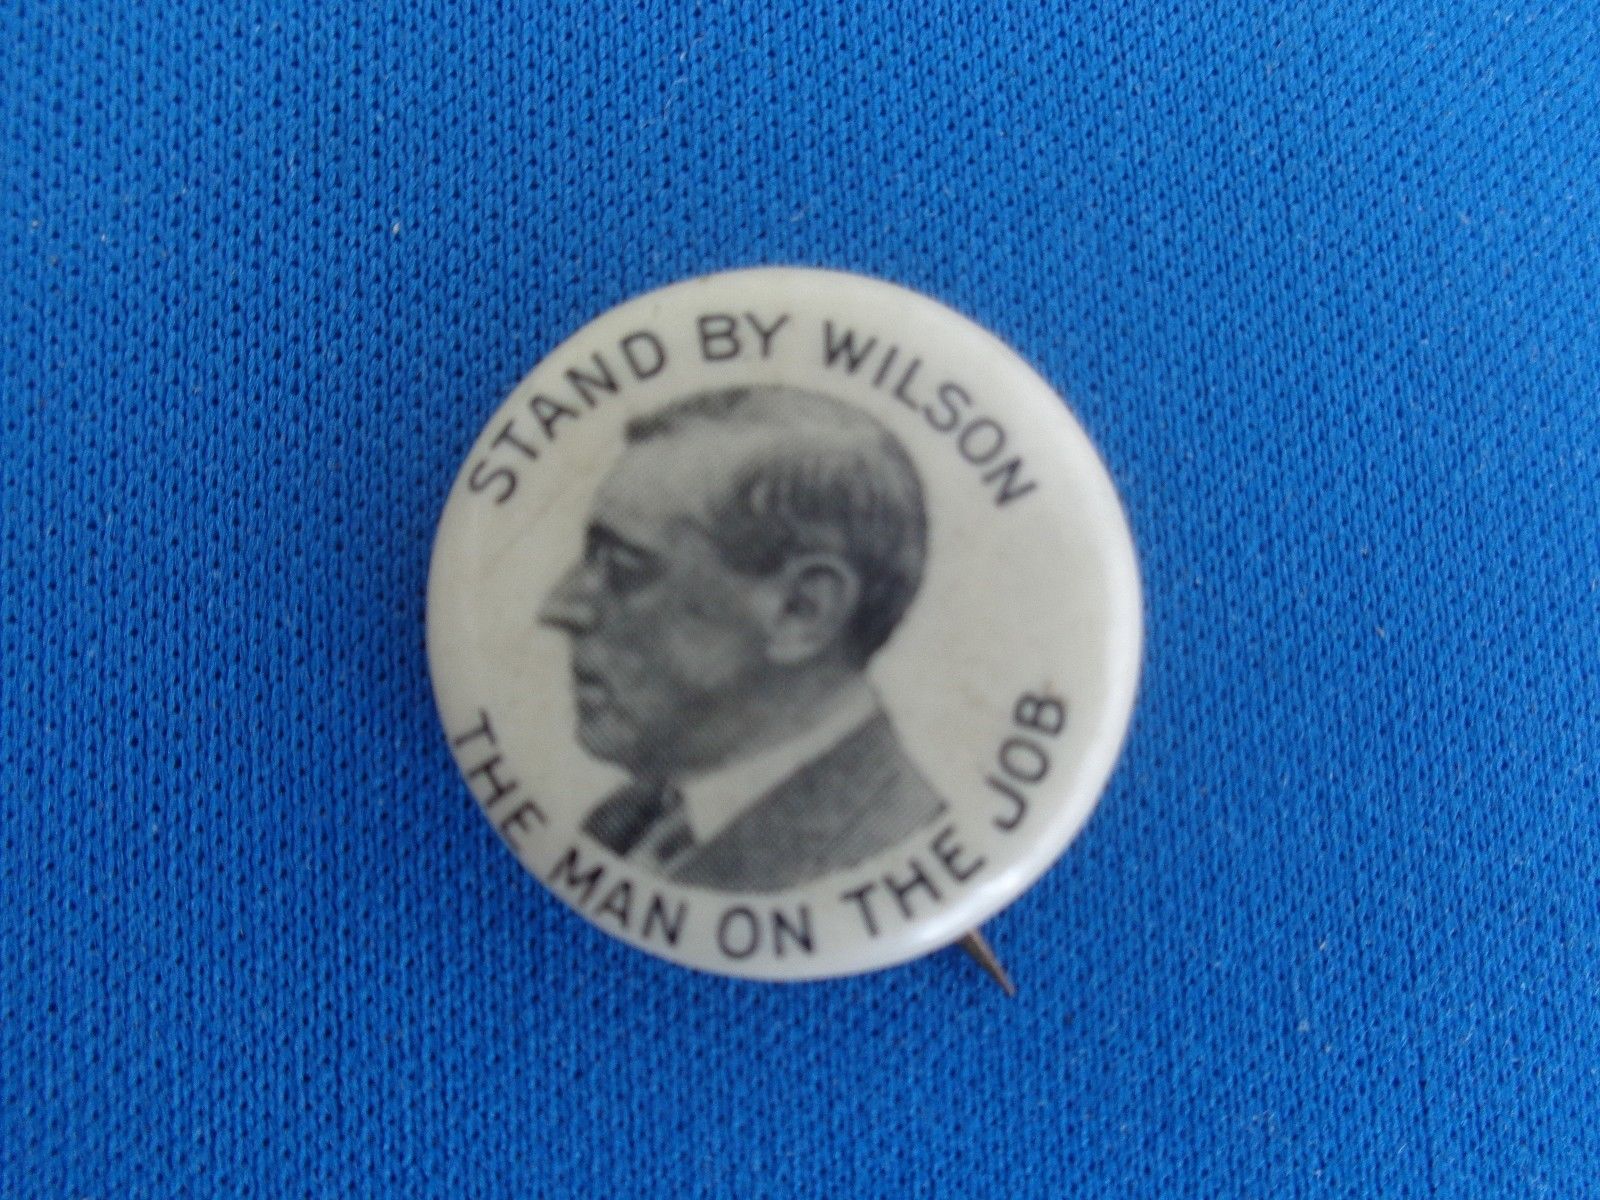 STAND BY WILSON
THE MAN ON THE JOB